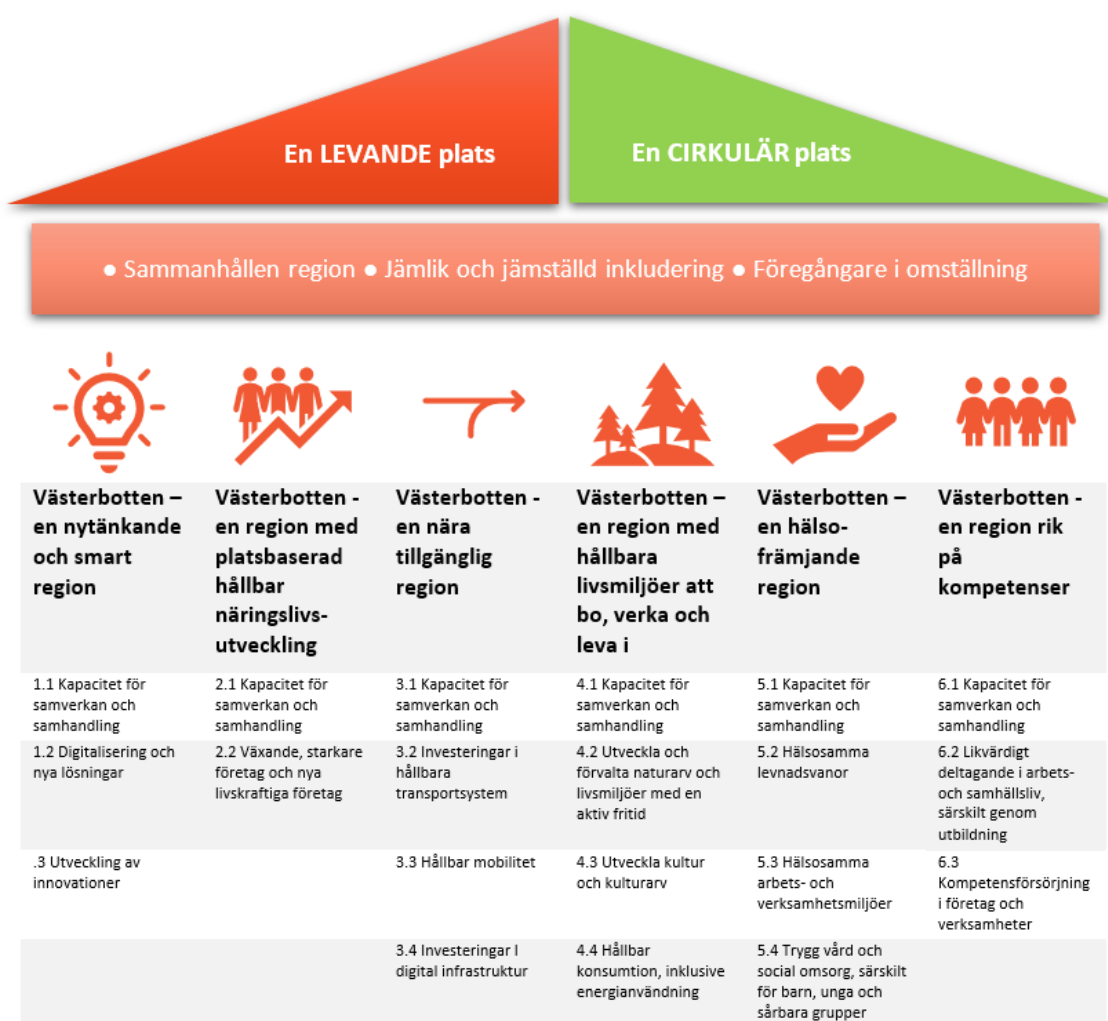 En LEVANDE plats
En CIRKULÄR plats
● Sammanhållen region ● Jämlik och jämställd inkludering ● Föregångare i omställning
Västerbotten –
en nytänkande
och smart
region
Västerbotten -
en region med
platsbaserad
hållbar
näringslivs-
utveckling
Västerbotten -
en nära
tillgänglig
region
Västerbotten –
en region med
hållbara
livsmiljöer att
bo, verka och
leva i
Västerbotten –
en hälso-
främjande
region
Västerbotten -
en region rik
på
kompetenser
1.1 Kapacitet för
samverkan och
samhandling
2.1 Kapacitet för
samverkan och
samhandling
3.1 Kapacitet för
samverkan och
samhandling
4.1 Kapacitet för
samverkan och
samhandling
5.1 Kapacitet för
samverkan och
samhandling
6.1 Kapacitet för
samverkan och
samhandling
1.2 Digitalisering och
nya lösningar
2.2 Växande, starkare
företag och nya
livskraftiga företag
3.2 Investeringar i
hållbara
transportsystem
4.2 Utveckla och
förvalta naturarv och
livsmiljöer med en
aktiv fritid
5.2 Hälsosamma
levnadsvanor
6.2 Likvärdigt
deltagande i arbets-
och samhällsliv,
särskilt genom
utbildning
.3 Utveckling av
innovationer
3.3 Hållbar mobilitet
4.3 Utveckla kultur
och kulturarv
5.3 Hälsosamma
arbets- och
verksamhetsmiljöer
6.3
Kompetensförsörjning
i företag och
verksamheter
3.4 Investeringar I
digital infrastruktur
4.4 Hållbar
konsumtion, inklusive
energianvändning
5.4 Trygg vård och
social omsorg, särskilt
för barn, unga och
sårbara grupper